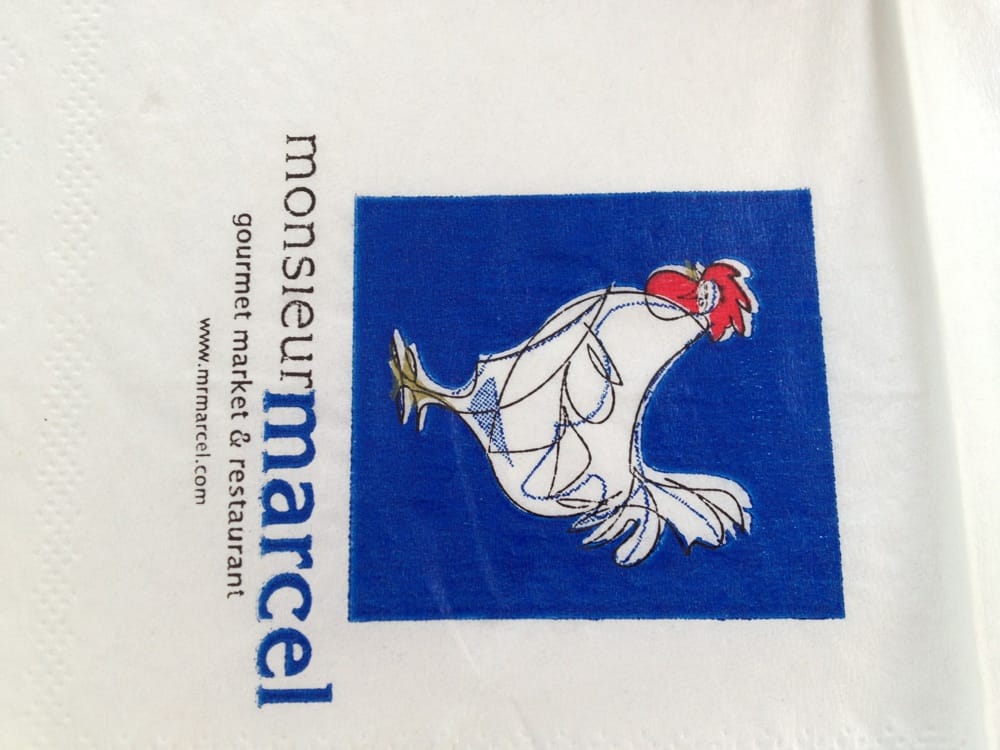 monsieurmarcel
gourmet market & restaurant
www.mrmarcel.com